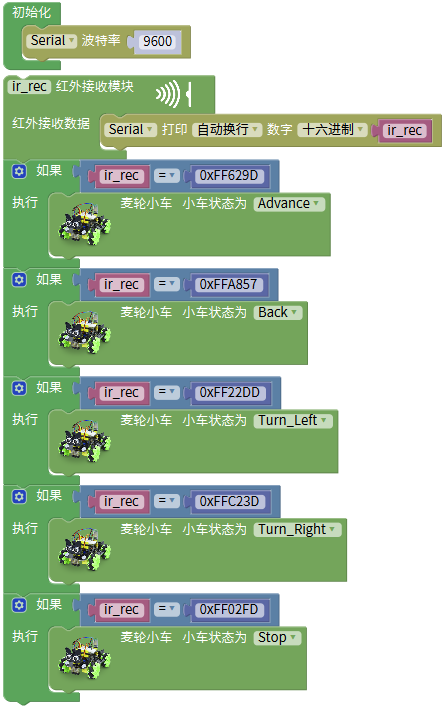 初始化
Serial 波特率 9600
ir_rec 红外接收模块
红外接收数据 Serial 打印 自动换行 数字 十六进制 ir_rec
如果 ir_rec = 0xFF629D
执行 麦轮小车 小车状态为 Advance
如果 ir_rec = 0xFFA857
执行 麦轮小车 小车状态为 Back
如果 ir_rec = 0xFF22DD
执行 麦轮小车 小车状态为 Turn_Left
如果 ir_rec = 0xFFC23D
执行 麦轮小车 小车状态为 Turn_Right
如果 ir_rec = 0xFF02FD
执行 麦轮小车 小车状态为 Stop